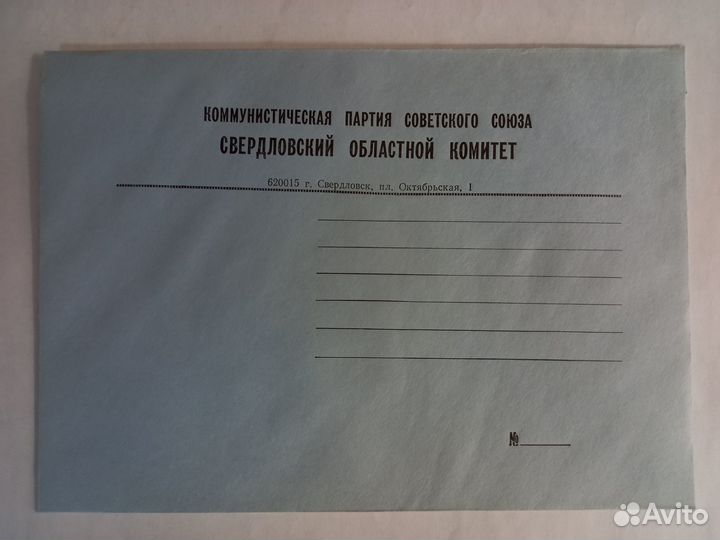 КОММУНИСТИЧЕСКАЯ ПАРТИЯ СОВЕТСКОГО СОЮЗА
СВЕРДЛОВСКИЙ ОБЛАСТНОЙ КОМИТЕТ
620015 г. Свердловск, пл. Октябрьская, 1
№
Avito